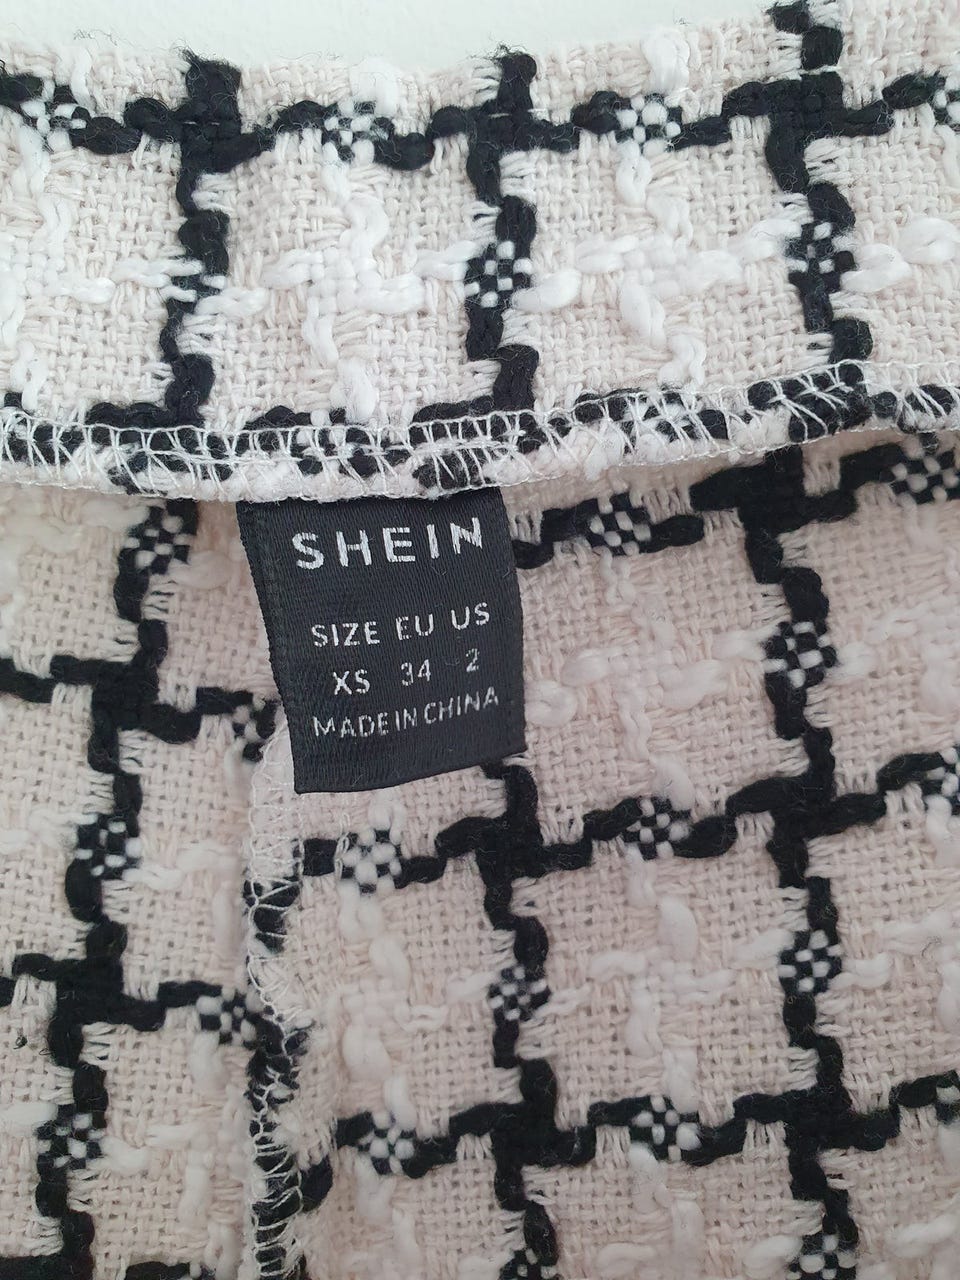 SHEIN
SIZE EU US
XS 34 2
MADE IN CHINA